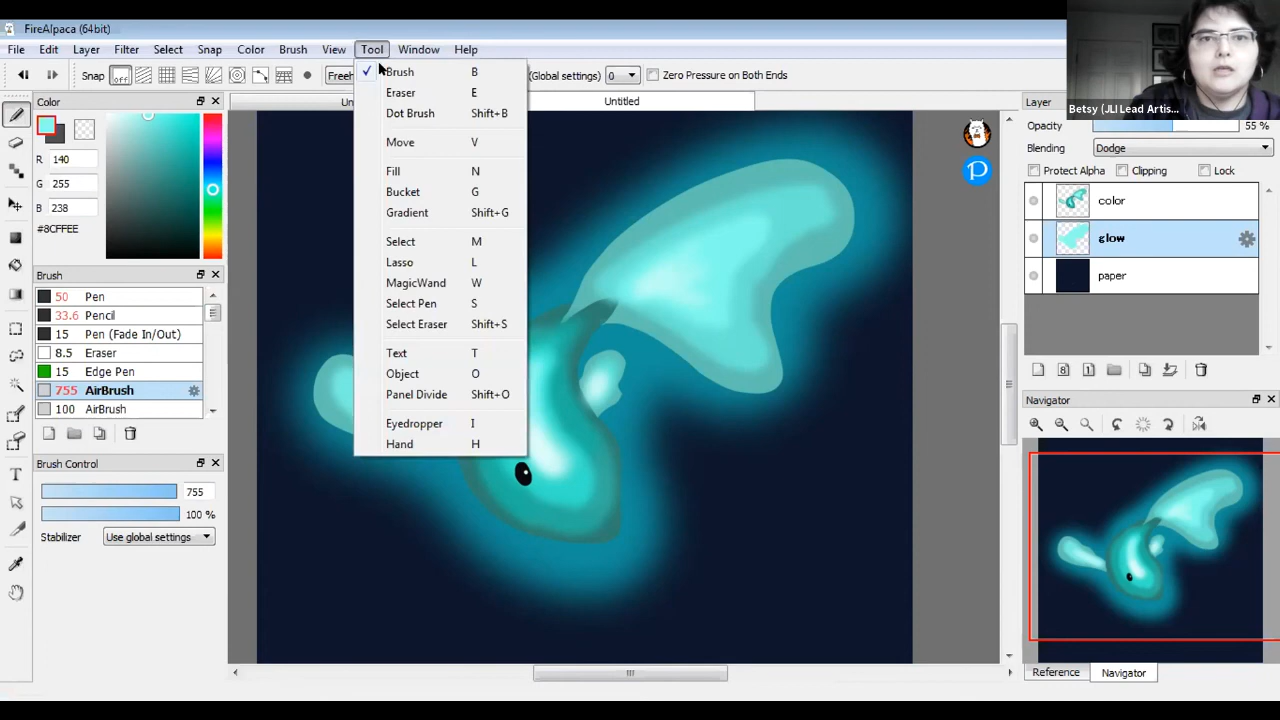 FireAlpaca (64bit)
File Edit Layer Filter Select Snap Color Brush View Tool Window Help
Snap off (Global settings) 0 Zero Pressure on Both Ends
Untitled
Betsy (JLI Lead Artis...
Color
R 140
G 255
B 238
#8CFFEE
Brush
50 Pen
33.6 Pencil
15 Pen (Fade In/Out)
8.5 Eraser
15 Edge Pen
755 AirBrush
100 AirBrush
Brush Control
755
100 %
Stabilizer Use global settings
Brush B
Eraser E
Dot Brush Shift+B
Move V
Fill N
Bucket G
Gradient Shift+G
Select M
Lasso L
MagicWand W
Select Pen S
Select Eraser Shift+S
Text T
Object O
Panel Divide Shift+O
Eyedropper I
Hand H
Layer
Opacity 55 %
Blending Dodge
Protect Alpha Clipping Lock
color
glow
paper
8 1
Navigator
Reference Navigator